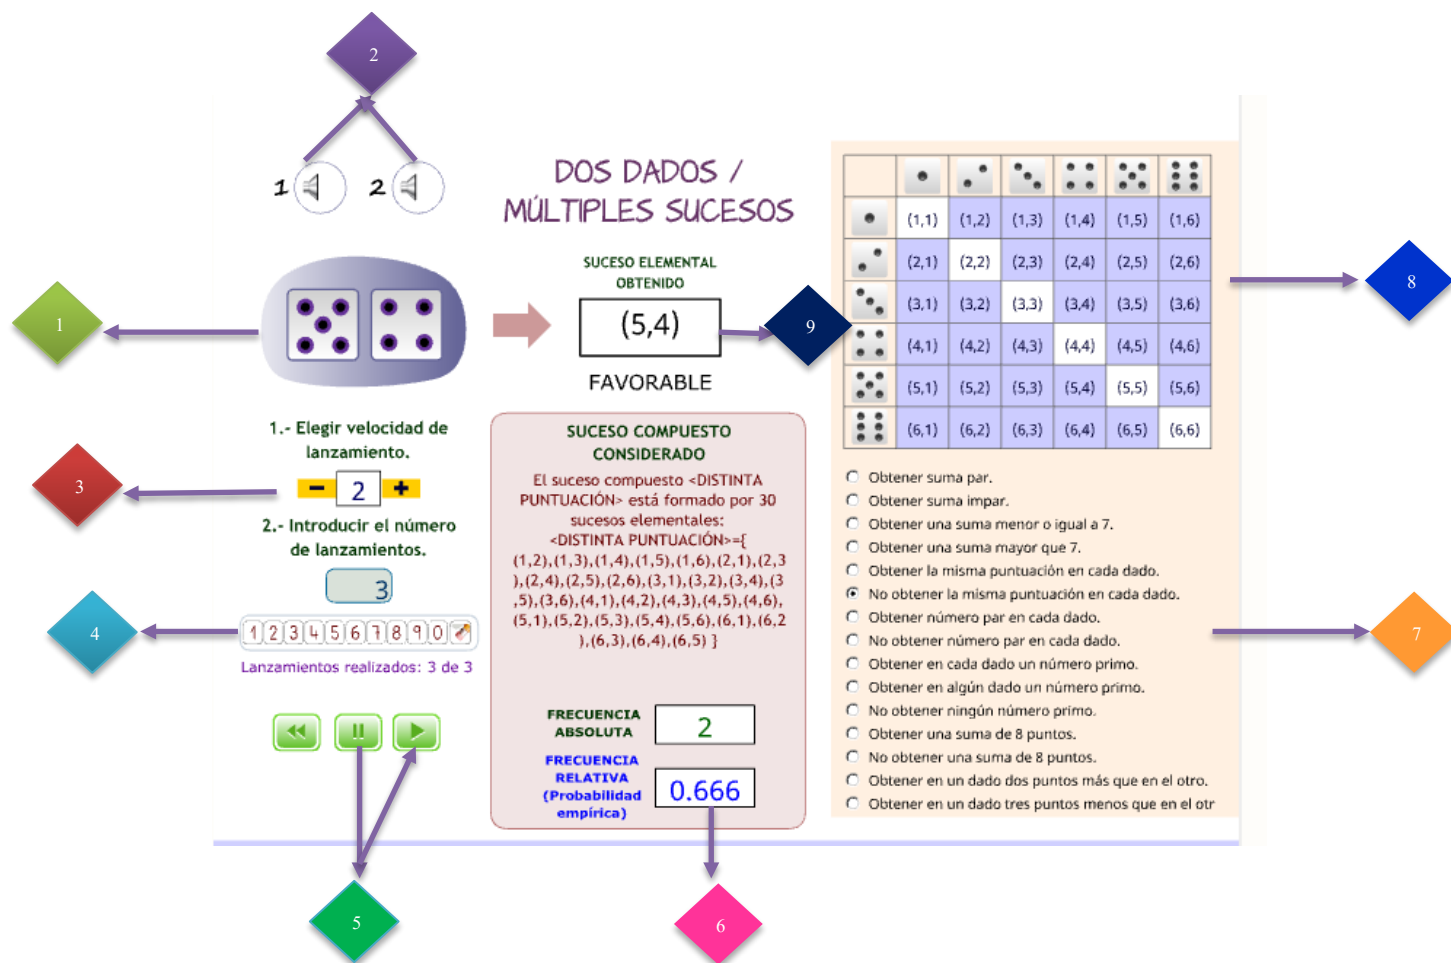 2
1 2
DOS DADOS /
MÚLTIPLES SUCESOS
1
SUCESO ELEMENTAL
OBTENIDO
(5,4)
FAVORABLE
9
(1,1) (1,2) (1,3) (1,4) (1,5) (1,6)
(2,1) (2,2) (2,3) (2,4) (2,5) (2,6)
(3,1) (3,2) (3,3) (3,4) (3,5) (3,6)
(4,1) (4,2) (4,3) (4,4) (4,5) (4,6)
(5,1) (5,2) (5,3) (5,4) (5,5) (5,6)
(6,1) (6,2) (6,3) (6,4) (6,5) (6,6)
8
1.- Elegir velocidad de
lanzamiento.
3
− 2 +
2.- Introducir el número
de lanzamientos.
3
4
1 2 3 4 5 6 7 8 9 0
Lanzamientos realizados: 3 de 3
SUCESO COMPUESTO
CONSIDERADO
El suceso compuesto <DISTINTA
PUNTUACIÓN> está formado por 30
sucesos elementales:
<DISTINTA PUNTUACIÓN>={
(1,2),(1,3),(1,4),(1,5),(1,6),(2,1),(2,3
),(2,4),(2,5),(2,6),(3,1),(3,2),(3,4),(3
,5),(3,6),(4,1),(4,2),(4,3),(4,5),(4,6),
(5,1),(5,2),(5,3),(5,4),(5,6),(6,1),(6,2
),(6,3),(6,4),(6,5) }
FRECUENCIA
ABSOLUTA
2
FRECUENCIA
RELATIVA
(Probabilidad
empírica)
0.666
Obtener suma par.
Obtener suma impar.
Obtener una suma menor o igual a 7.
Obtener una suma mayor que 7.
Obtener la misma puntuación en cada dado.
No obtener la misma puntuación en cada dado.
Obtener número par en cada dado.
No obtener número par en cada dado.
Obtener en cada dado un número primo.
Obtener en algún dado un número primo.
No obtener ningún número primo.
Obtener una suma de 8 puntos.
No obtener una suma de 8 puntos.
Obtener en un dado dos puntos más que en el otro.
Obtener en un dado tres puntos menos que en el otr
7
5
6